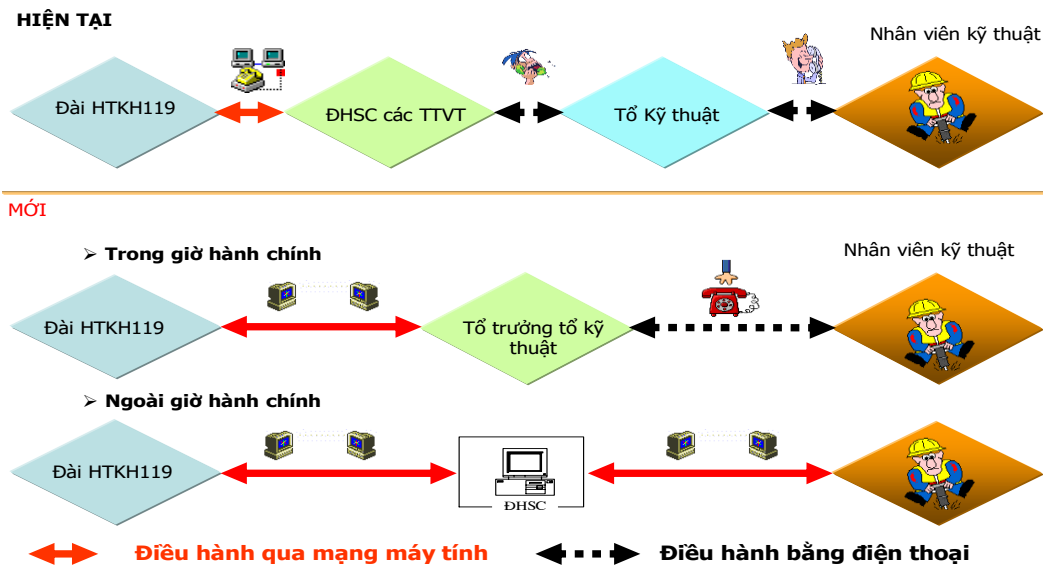 HIỆN TẠI
Nhân viên kỹ thuật
Đài HTKH119
ĐHSC các TTVT
Tổ Kỹ thuật
MỚI
➢ Trong giờ hành chính
Nhân viên kỹ thuật
Đài HTKH119
Tổ trưởng tổ kỹ
thuật
➢ Ngoài giờ hành chính
Đài HTKH119
ĐHSC
Điều hành qua mạng máy tính
Điều hành bằng điện thoại